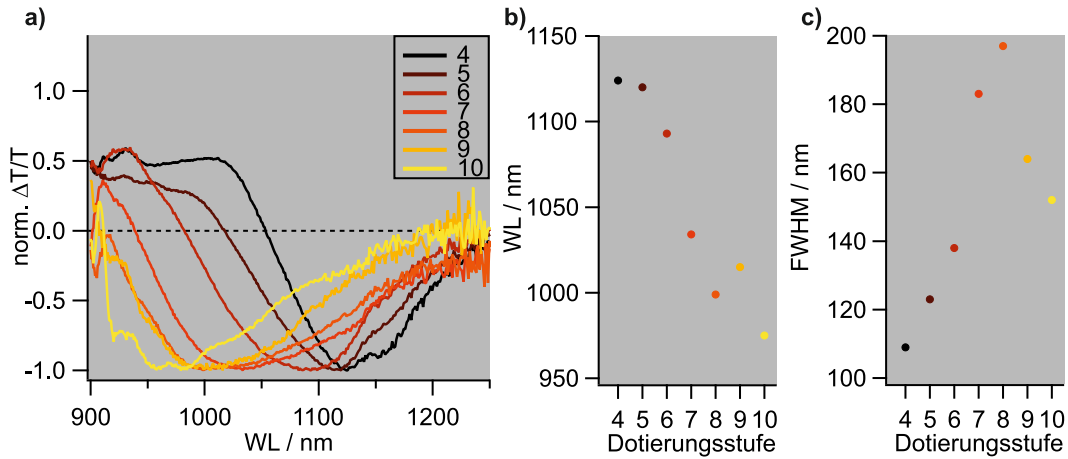 a)
norm. ΔT/T
1.0
0.5
0.0
-0.5
-1.0
900
1000
1100
1200
WL / nm
4
5
6
7
8
9
10
b)
WL / nm
1150
1100
1050
1000
950
4 5 6 7 8 9 10
Dotierungsstufe
c)
FWHM / nm
200
180
160
140
120
100
4 5 6 7 8 9 10
Dotierungsstufe